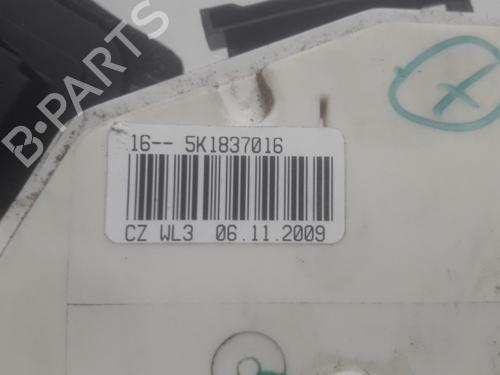 B-PARTS
16-- 5K1837016
CZ WL3 06.11.2009